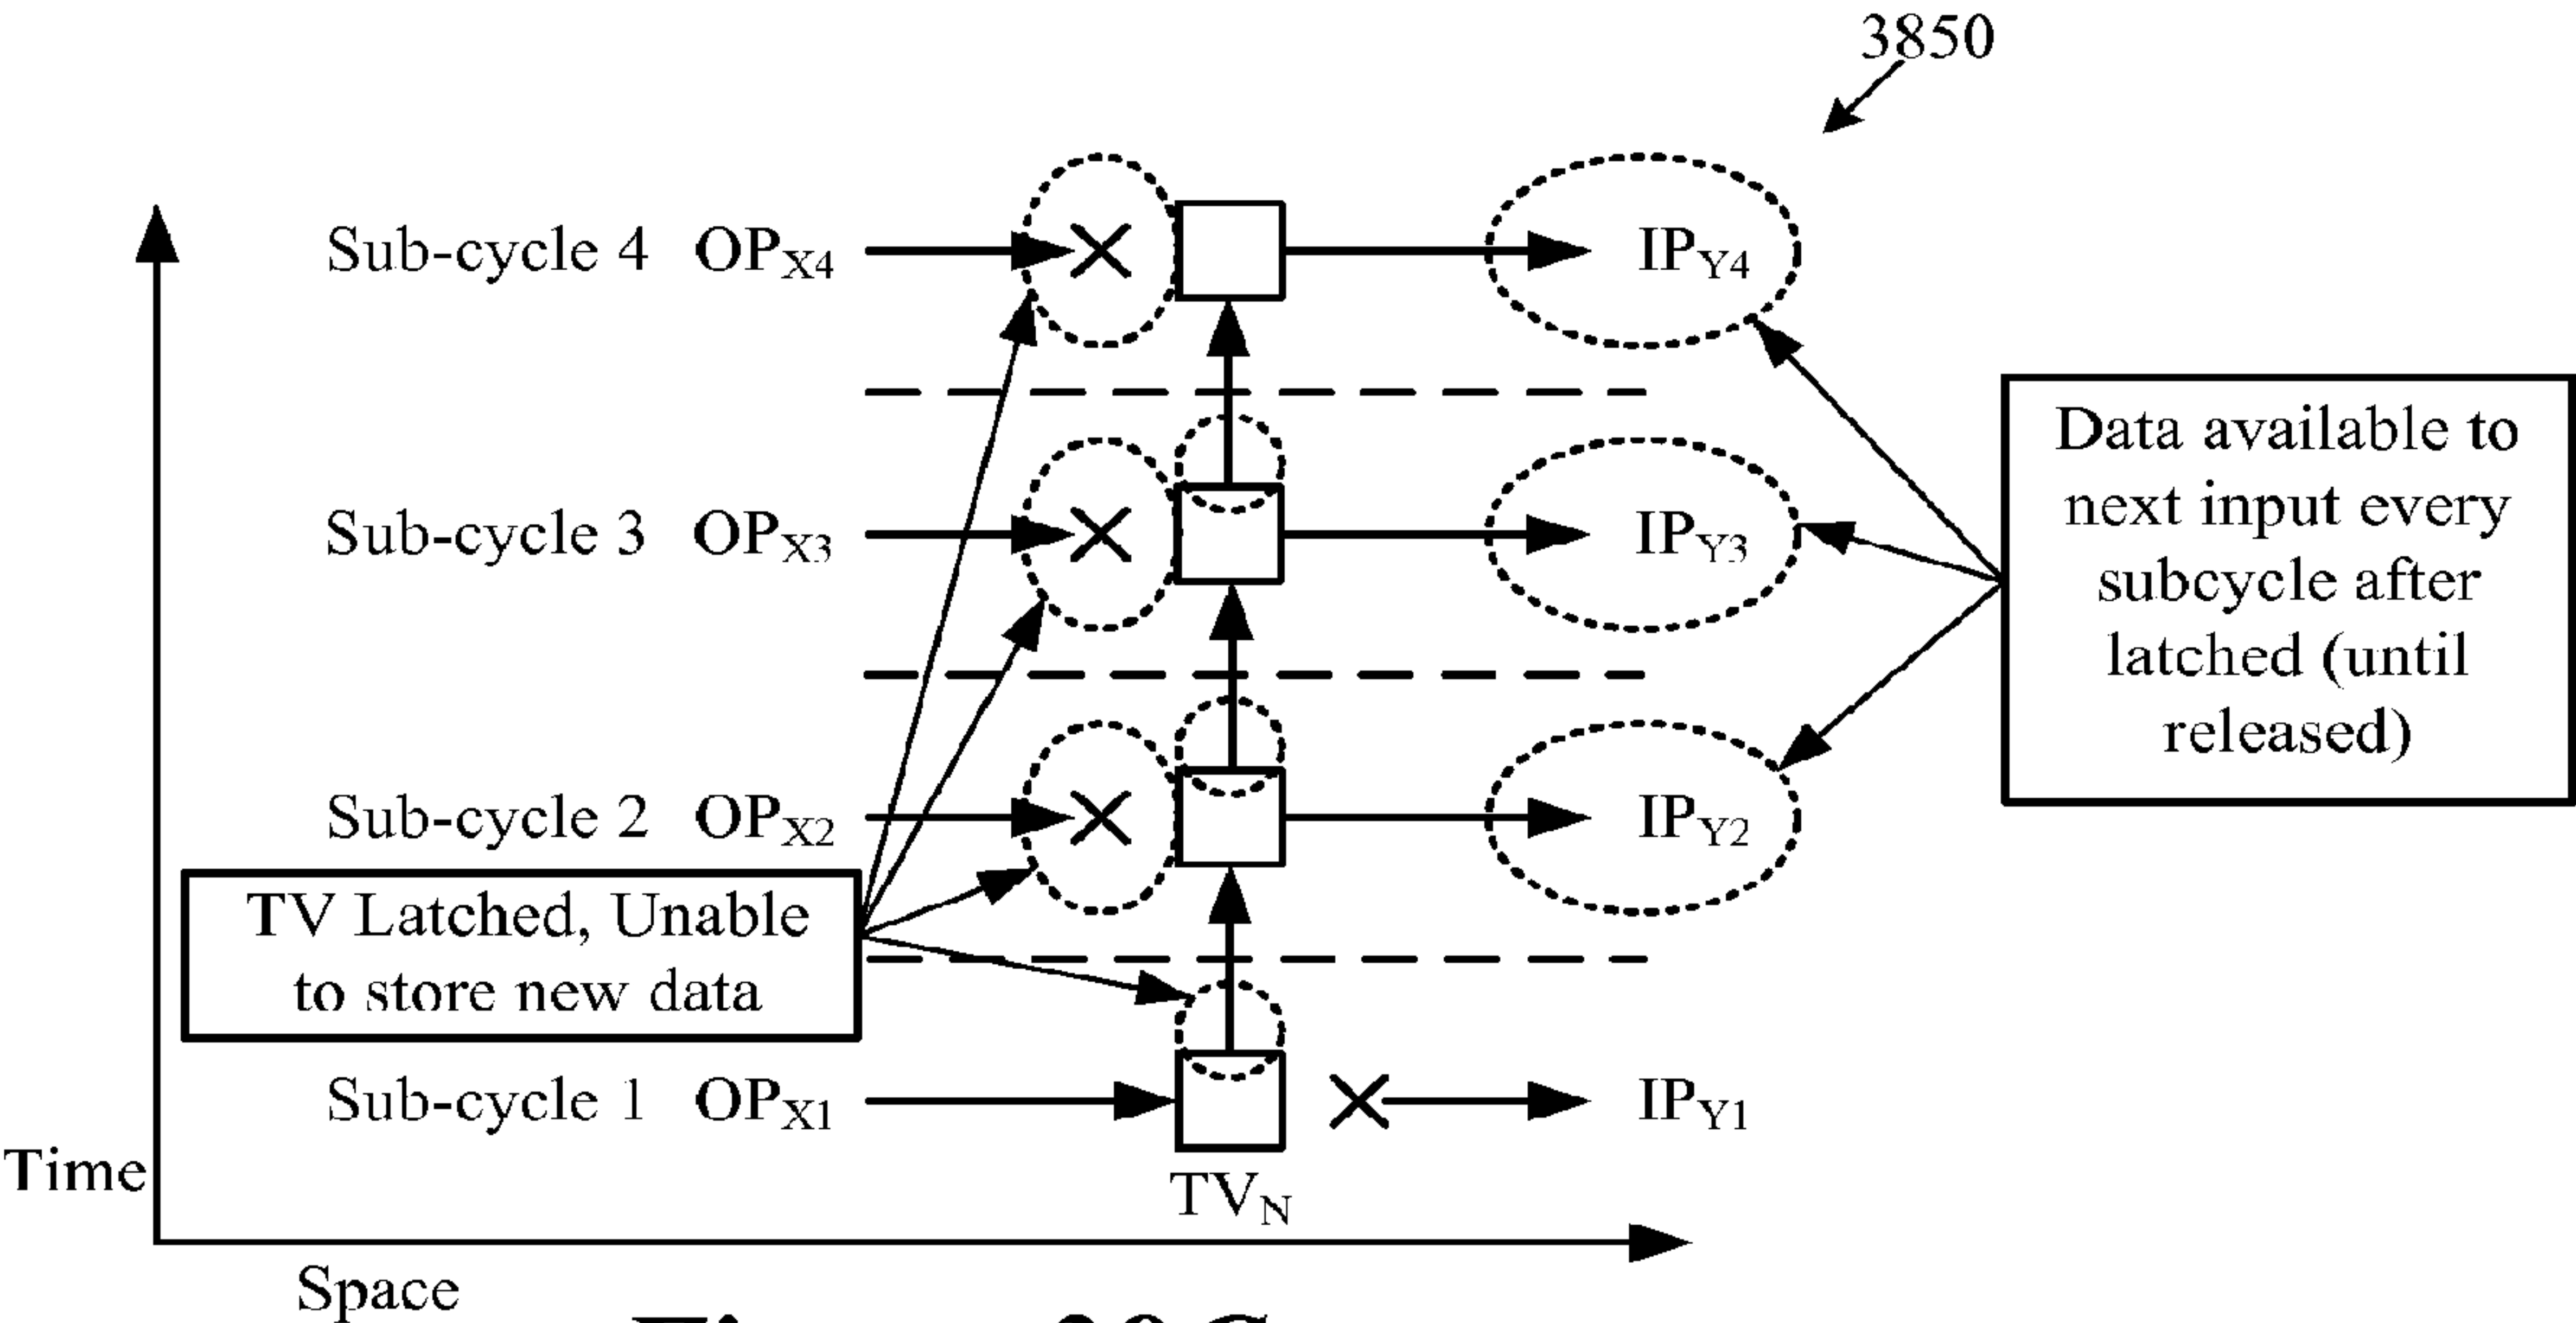 3850
Sub-cycle 4 OPX4 IPY4
Sub-cycle 3 OPX3 IPY3
Data available to
next input every
subcycle after
latched (until
released)
Sub-cycle 2 OPX2 IPY2
TV Latched, Unable
to store new data
Sub-cycle 1 OPX1 IPY1
Time
TVN
Space